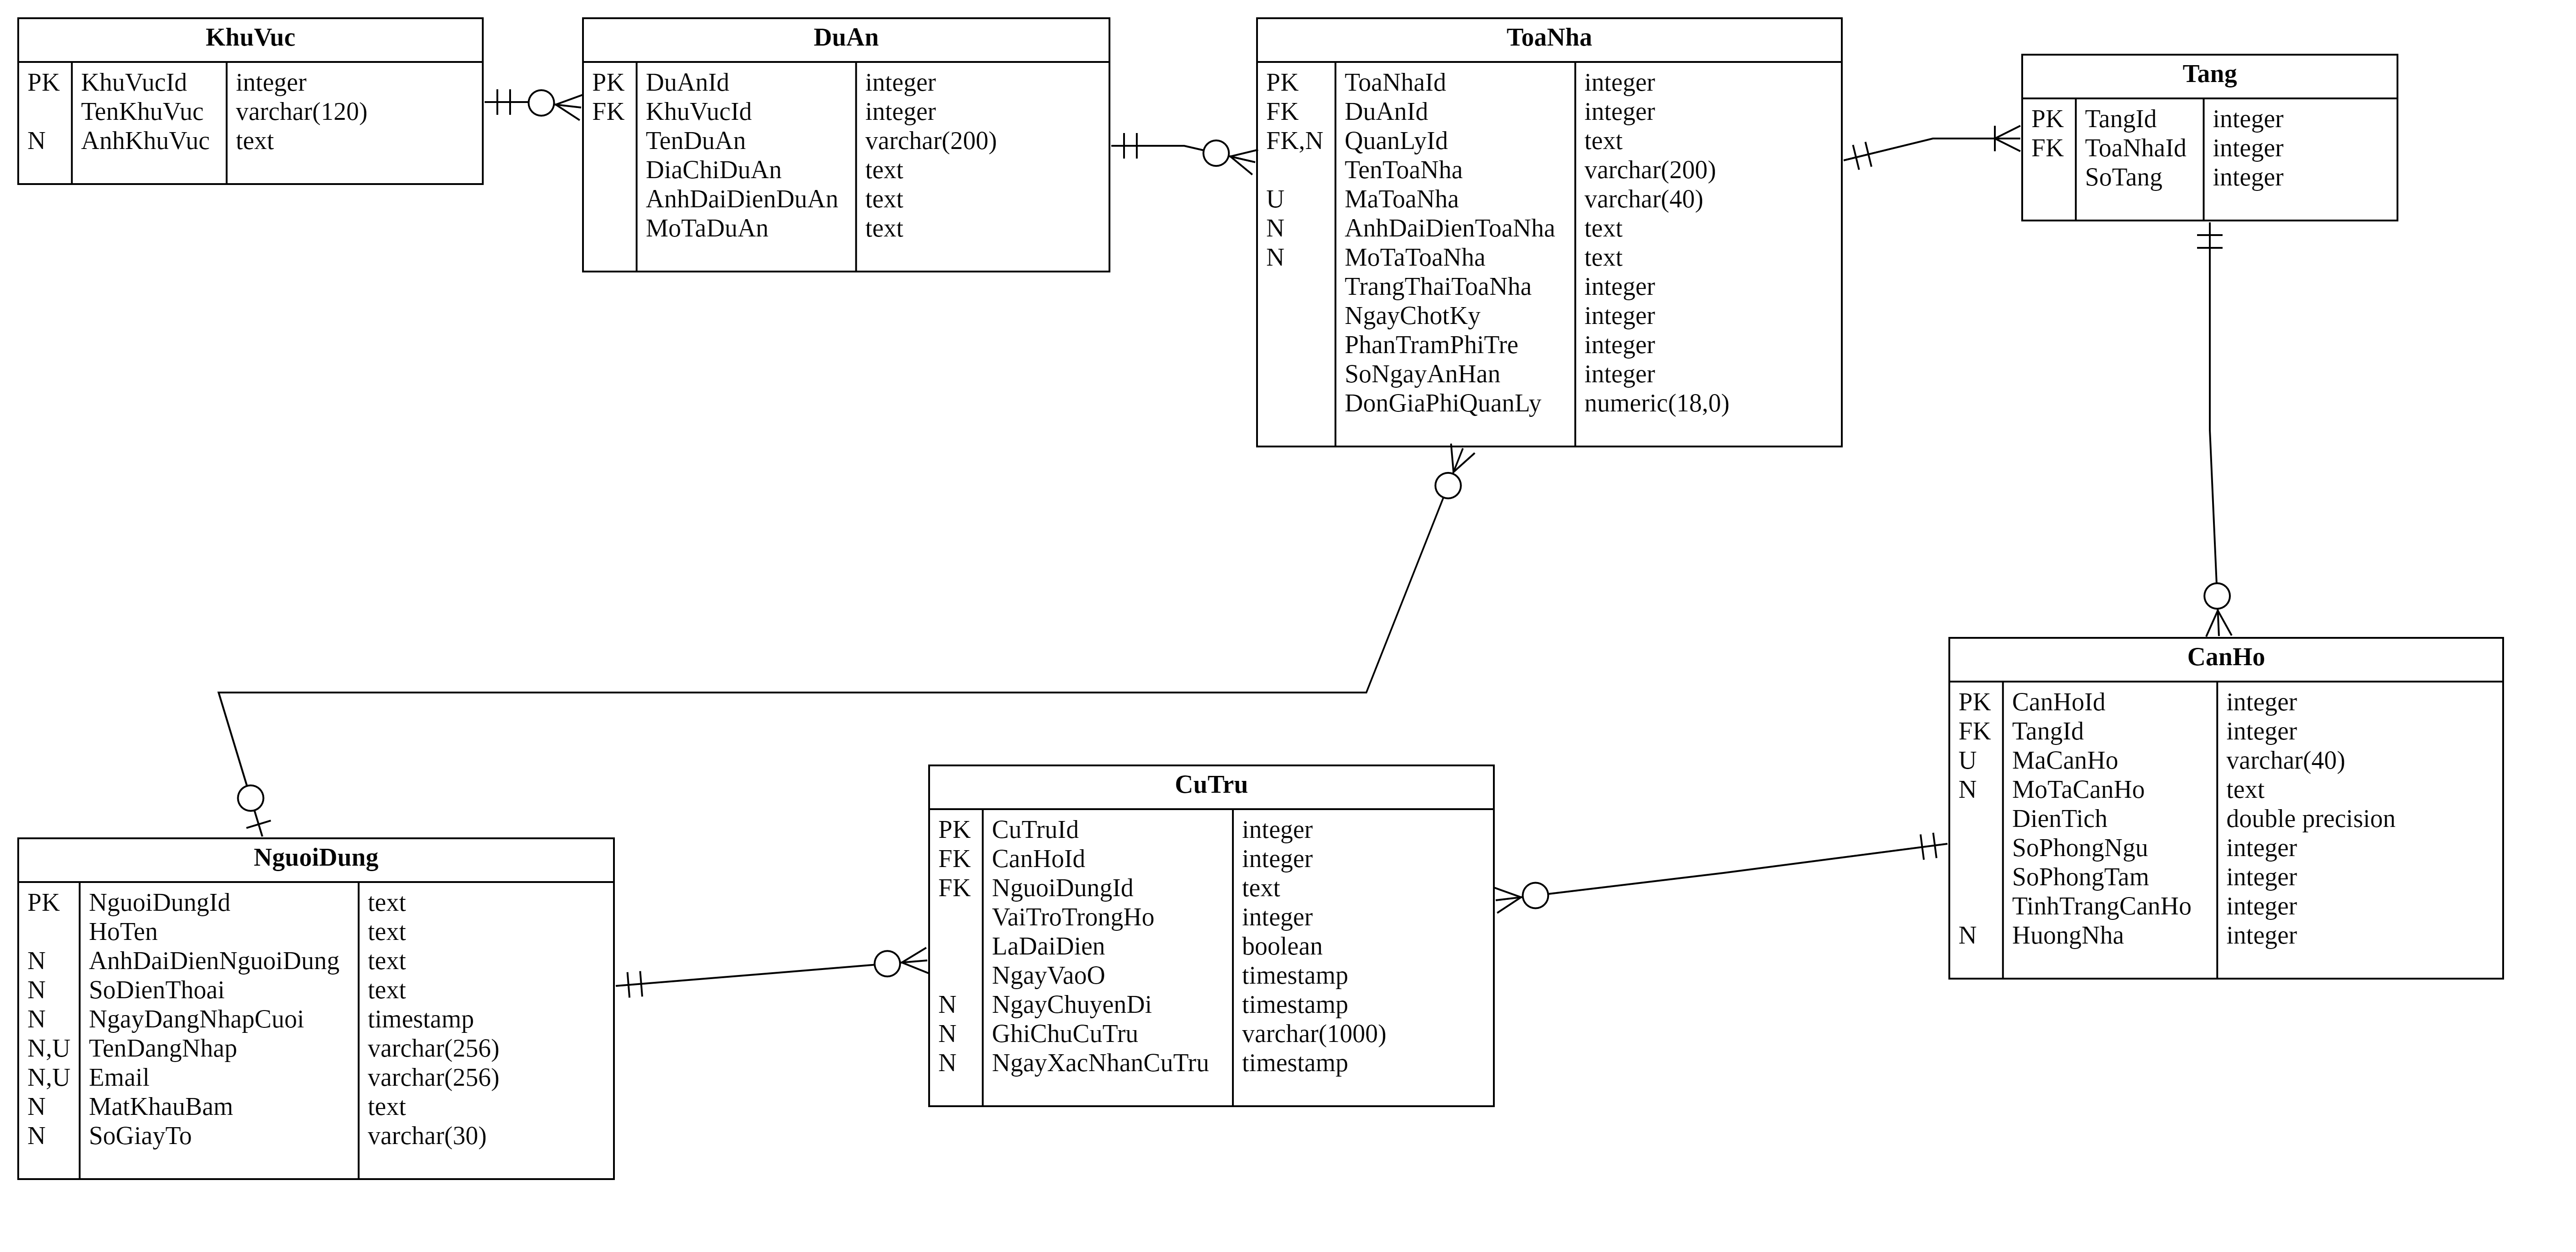 KhuVuc
PK KhuVucId integer
TenKhuVuc varchar(120)
N AnhKhuVuc text
DuAn
PK DuAnId integer
FK KhuVucId integer
TenDuAn varchar(200)
DiaChiDuAn text
AnhDaiDienDuAn text
MoTaDuAn text
ToaNha
PK ToaNhaId integer
FK DuAnId integer
FK,N QuanLyId text
TenToaNha varchar(200)
U MaToaNha varchar(40)
N AnhDaiDienToaNha text
N MoTaToaNha text
TrangThaiToaNha integer
NgayChotKy integer
PhanTramPhiTre integer
SoNgayAnHan integer
DonGiaPhiQuanLy numeric(18,0)
Tang
PK TangId integer
FK ToaNhaId integer
SoTang integer
CanHo
PK CanHoId integer
FK TangId integer
U MaCanHo varchar(40)
N MoTaCanHo text
DienTich double precision
SoPhongNgu integer
SoPhongTam integer
TinhTrangCanHo integer
N HuongNha integer
CuTru
PK CuTruId integer
FK CanHoId integer
FK NguoiDungId text
VaiTroTrongHo integer
LaDaiDien boolean
NgayVaoO timestamp
N NgayChuyenDi timestamp
N GhiChuCuTru varchar(1000)
N NgayXacNhanCuTru timestamp
NguoiDung
PK NguoiDungId text
HoTen text
N AnhDaiDienNguoiDung text
N SoDienThoai text
N NgayDangNhapCuoi timestamp
N,U TenDangNhap varchar(256)
N,U Email varchar(256)
N MatKhauBam text
N SoGiayTo varchar(30)